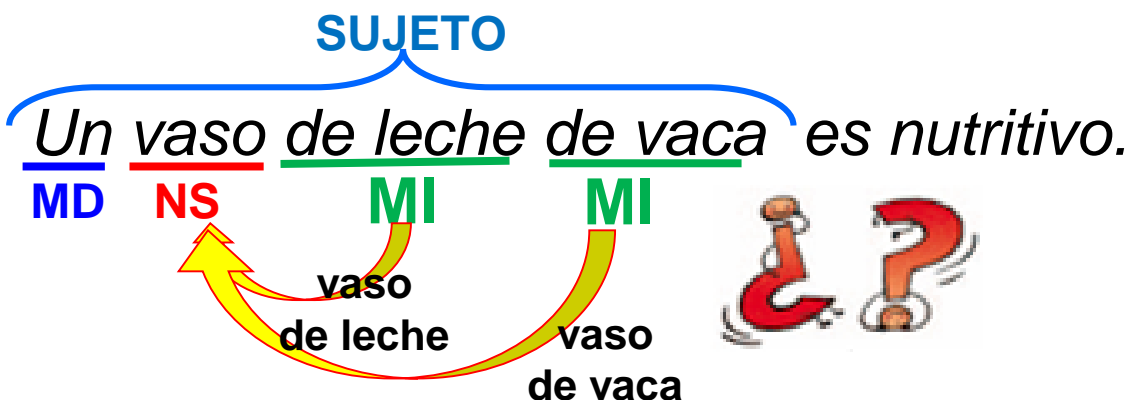 SUJETO
Un vaso de leche de vaca es nutritivo.
MD NS MI MI
¿ ?
vaso
de leche
vaso
de vaca